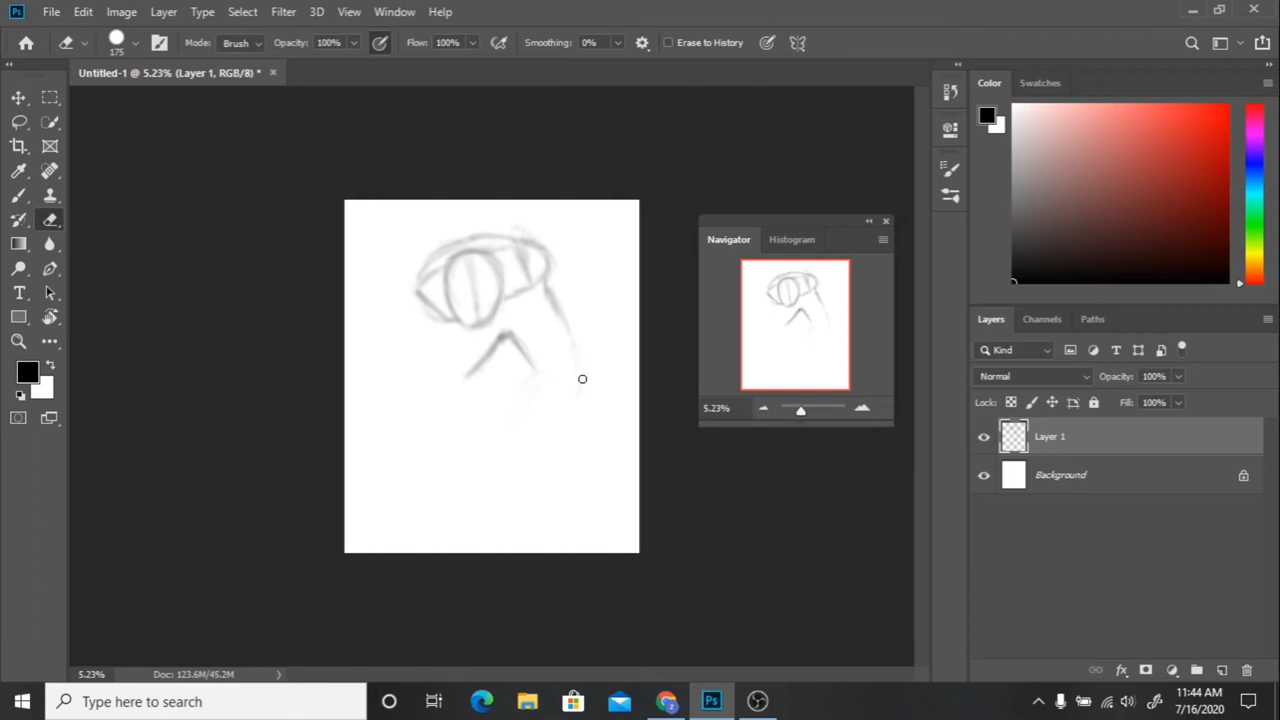 Ps File Edit Image Layer Type Select Filter 3D View Window Help
175 Mode: Brush Opacity: 100% Flow: 100% Smoothing: 0% Erase to History
Untitled-1 @ 5.23% (Layer 1, RGB/8) * ×
Color Swatches
Navigator Histogram
5.23%
Layers Channels Paths
Kind
Normal Opacity: 100%
Lock: Fill: 100%
Layer 1
Background
5.23% Doc: 123.6M/45.2M
Type here to search
Ps
11:44 AM
7/16/2020